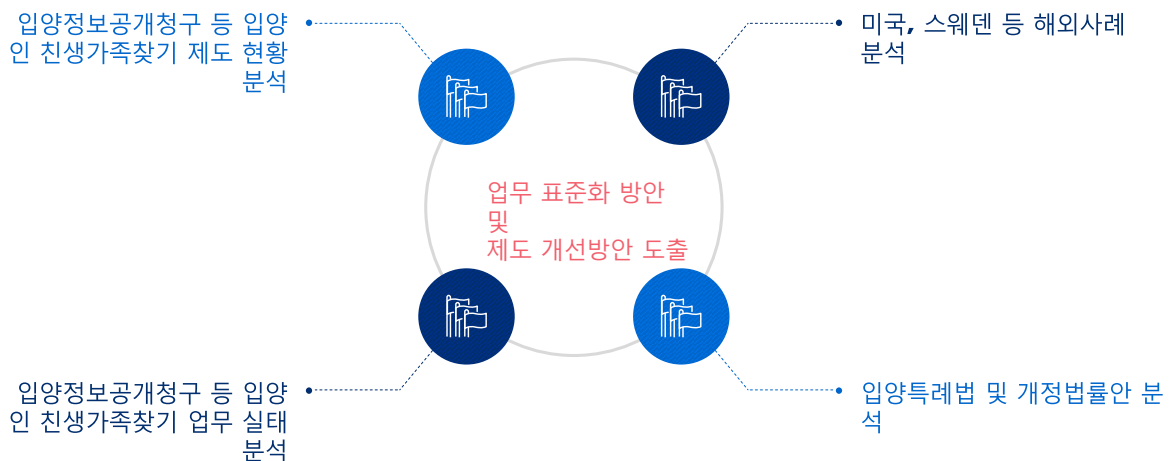 입양정보공개청구 등 입양
인 친생가족찾기 제도 현황
분석
미국, 스웨덴 등 해외사례
분석
업무 표준화 방안
및
제도 개선방안 도출
입양정보공개청구 등 입양
인 친생가족찾기 업무 실태
분석
입양특례법 및 개정법률안 분
석